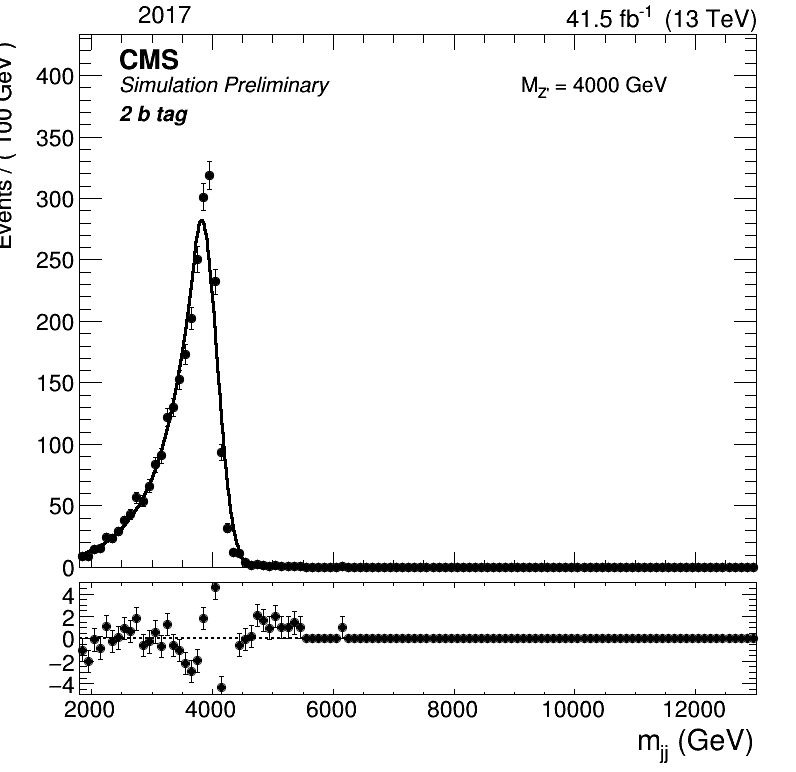 2017 41.5 fb⁻¹ (13 TeV)
CMS
Simulation Preliminary
2 b tag
M_Z' = 4000 GeV
Events / ( 100 GeV )
400
350
300
250
200
150
100
50
0
4
2
0
−2
−4
2000 4000 6000 8000 10000 12000
m_jj (GeV)